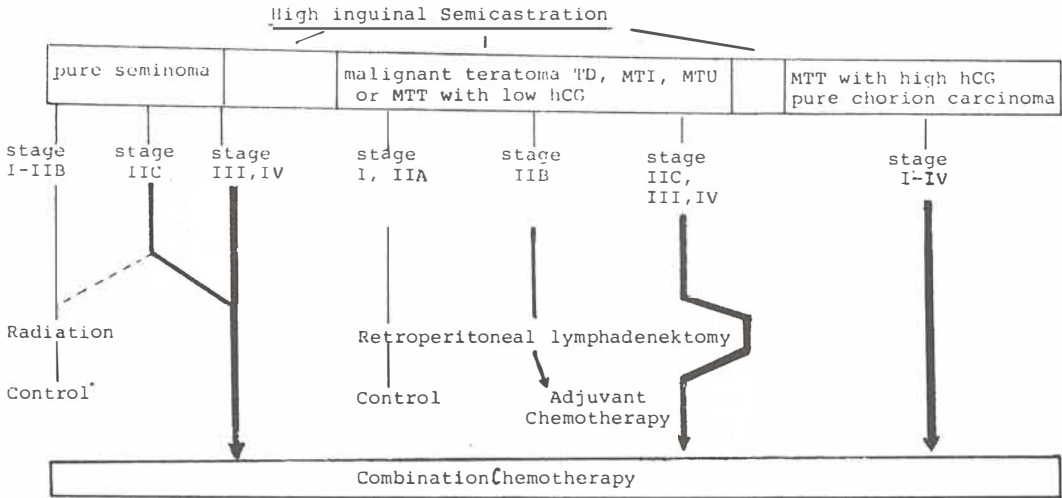 High inguinal Semicastration
pure seminoma
malignant teratoma TD, MTI, MTU
or MTT with low hCG
MTT with high hCG
pure chorion carcinoma
stage
I-IIB
stage
IIC
stage
III,IV
stage
I, IIA
stage
IIB
stage
IIC,
III,IV
stage
I-IV
Radiation
Retroperitoneal lymphadenektomy
Control*
Control
Adjuvant
Chemotherapy
Combination Chemotherapy